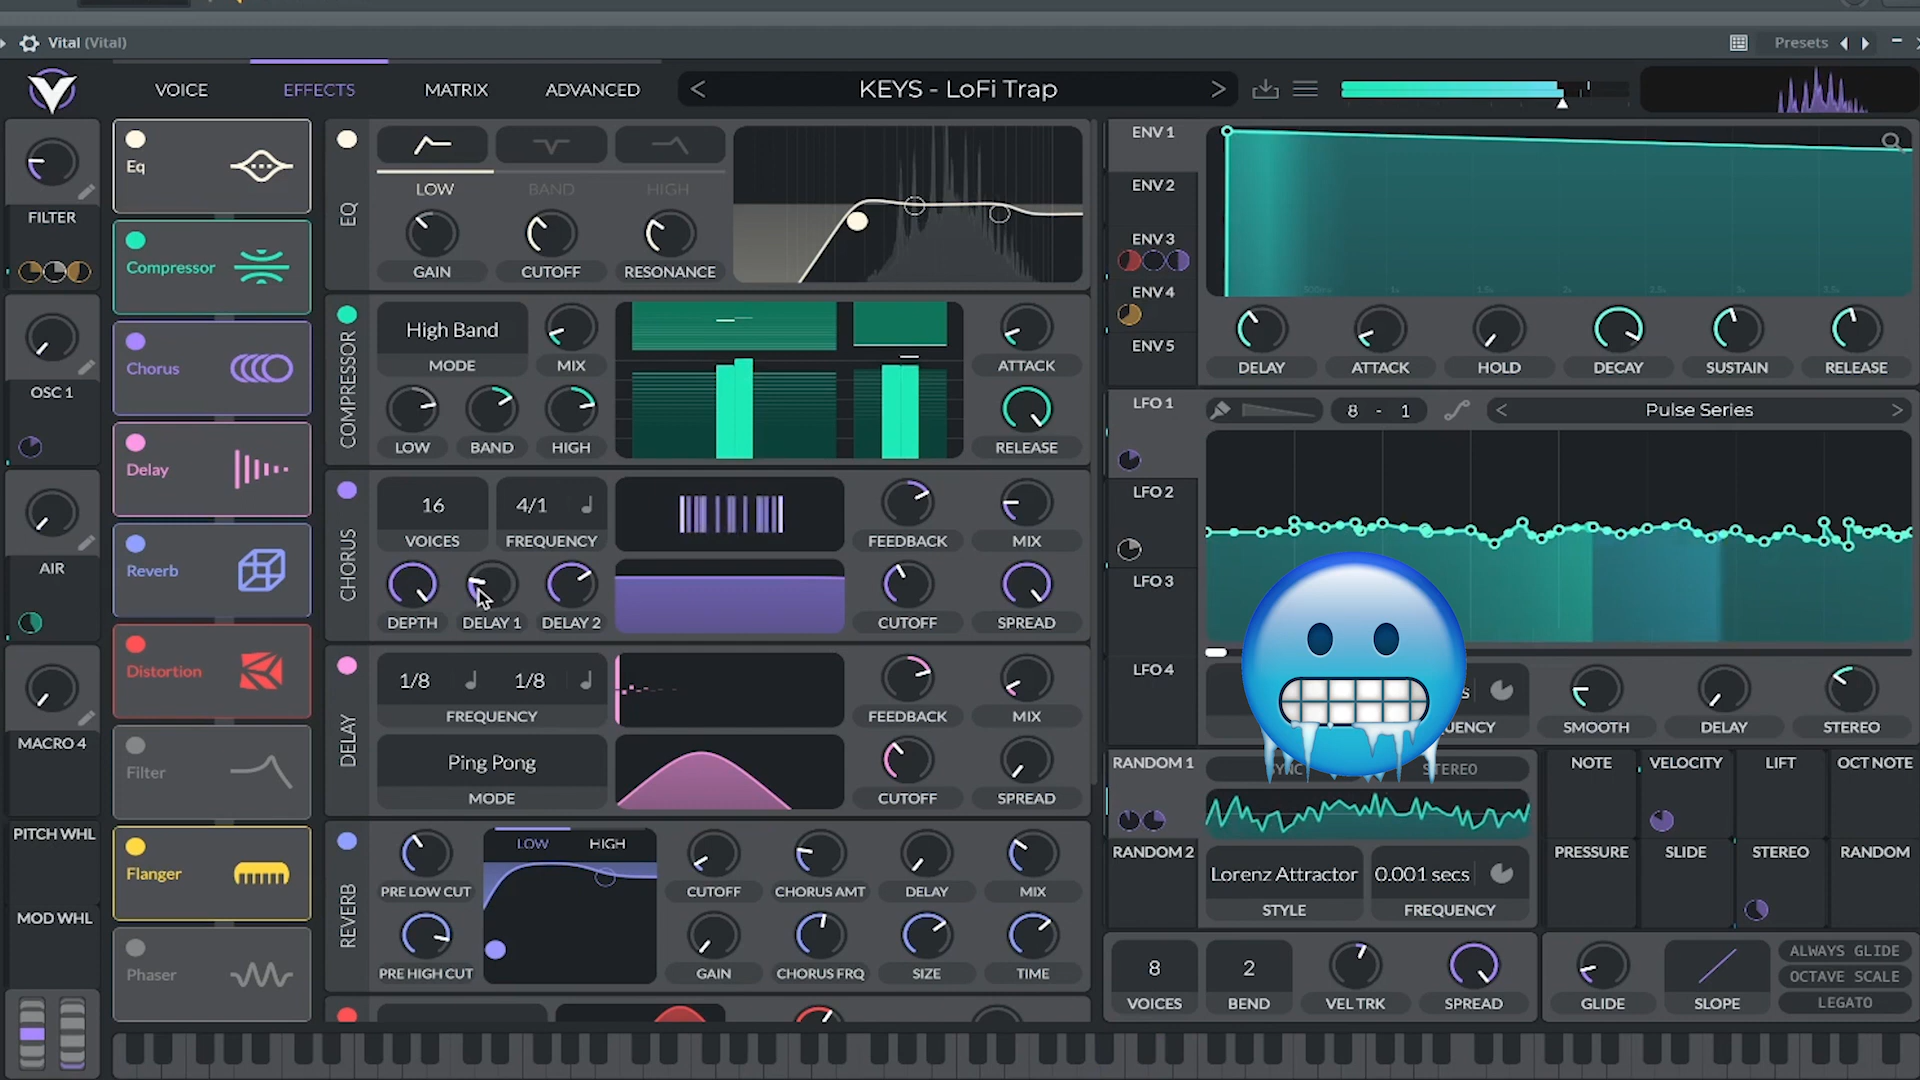 Vital (Vital)
Presets
VOICE EFFECTS MATRIX ADVANCED
KEYS - LoFi Trap
FILTER
OSC 1
AIR
MACRO 4
PITCH WHL
MOD WHL
Eq
Compressor
Chorus
Delay
Reverb
Distortion
Filter
Flanger
Phaser
EQ
LOW BAND HIGH
GAIN CUTOFF RESONANCE
COMPRESSOR
High Band
MODE MIX ATTACK
LOW BAND HIGH RELEASE
CHORUS
16 4/1
VOICES FREQUENCY FEEDBACK MIX
DEPTH DELAY 1 DELAY 2 CUTOFF SPREAD
DELAY
1/8 1/8
FREQUENCY FEEDBACK MIX
Ping Pong
MODE CUTOFF SPREAD
REVERB
LOW HIGH
PRE LOW CUT CUTOFF CHORUS AMT DELAY MIX
PRE HIGH CUT GAIN CHORUS FRQ SIZE TIME
ENV 1
ENV 2
ENV 3
ENV 4
ENV 5
DELAY ATTACK HOLD DECAY SUSTAIN RELEASE
LFO 1
LFO 2
LFO 3
LFO 4
8 - 1
Pulse Series
SMOOTH DELAY STEREO
RANDOM 1
RANDOM 2
STEREO
Lorenz Attractor 0.001 secs
STYLE FREQUENCY
NOTE VELOCITY LIFT OCT NOTE
PRESSURE SLIDE STEREO RANDOM
8 2
VOICES BEND VEL TRK SPREAD
GLIDE SLOPE
ALWAYS GLIDE
OCTAVE SCALE
LEGATO